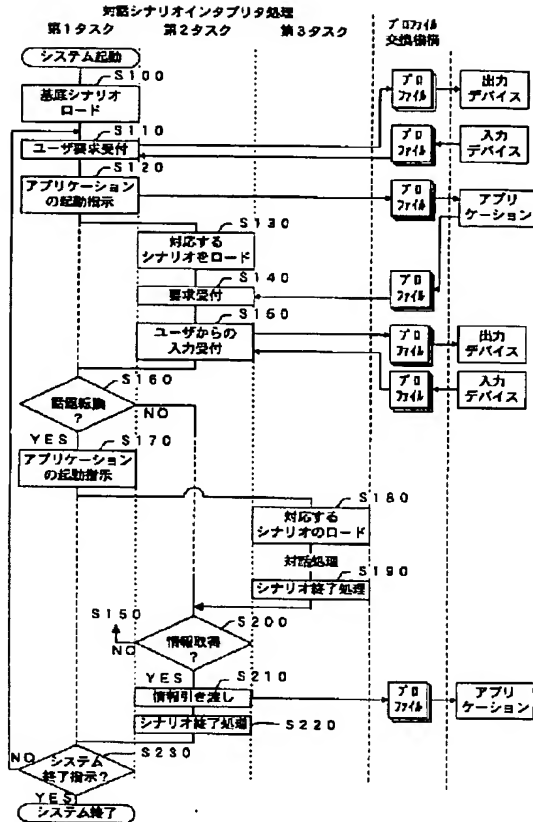 対話シナリオインタプリタ処理
第1タスク 第2タスク 第3タスク
プロファイル
交換機構
システム起動
S100
基底シナリオ
ロード
プロ
ファイル
出力
デバイス
S110
ユーザ要求受付
プロ
ファイル
入力
デバイス
S120
アプリケーション
の起動指示
プロ
ファイル
アプリ
ケーション
S130
対応する
シナリオをロード
S140
要求受付
プロ
ファイル
S150
ユーザからの
入力受付
プロ
ファイル
出力
デバイス
S160
話題転換
?
NO
プロ
ファイル
入力
デバイス
YES
S170
アプリケーション
の起動指示
S180
対応する
シナリオのロード
対話処理
S190
シナリオ終了処理
S150
S200
情報取得
?
NO
YES
S210
情報引き渡し
プロ
ファイル
アプリ
ケーション
S220
シナリオ終了処理
S230
NO
システム
終了指示?
YES
システム終了